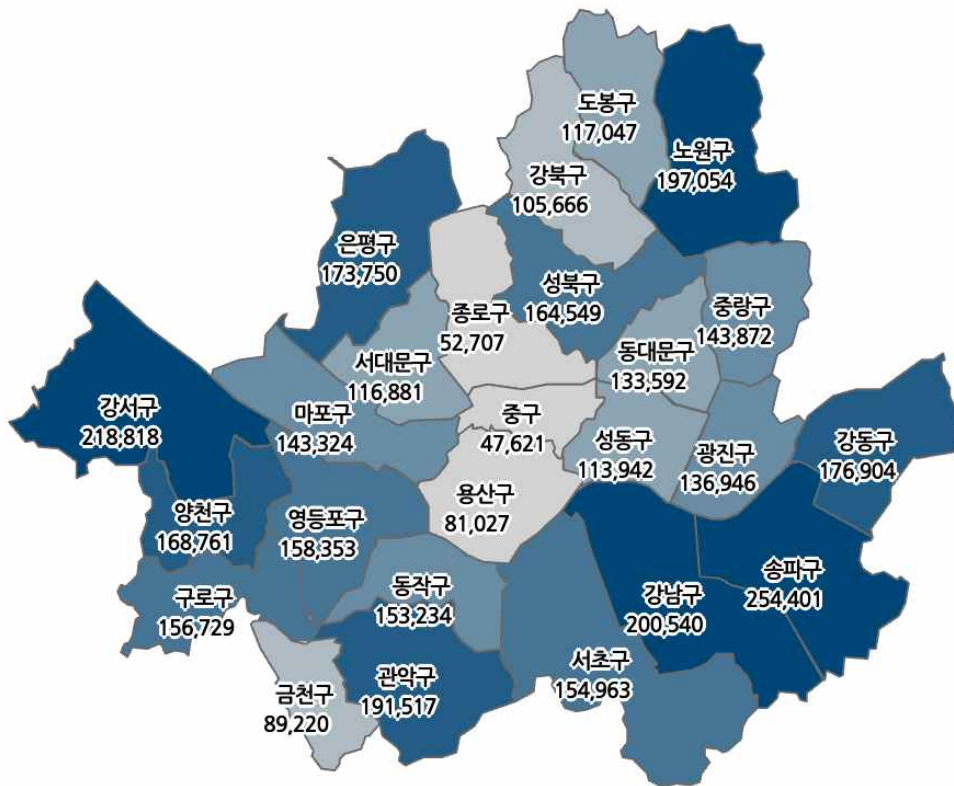 도봉구
117,047
노원구
197,054
강북구
105,666
은평구
173,750
성북구
164,549
종로구
52,707
중랑구
143,872
서대문구
116,881
동대문구
133,592
강서구
218,818
마포구
143,324
중구
47,621
성동구
113,942
광진구
136,946
강동구
176,904
용산구
81,027
양천구
168,761
영등포구
158,353
구로구
156,729
동작구
153,234
강남구
200,540
송파구
254,401
서초구
154,963
관악구
191,517
금천구
89,220